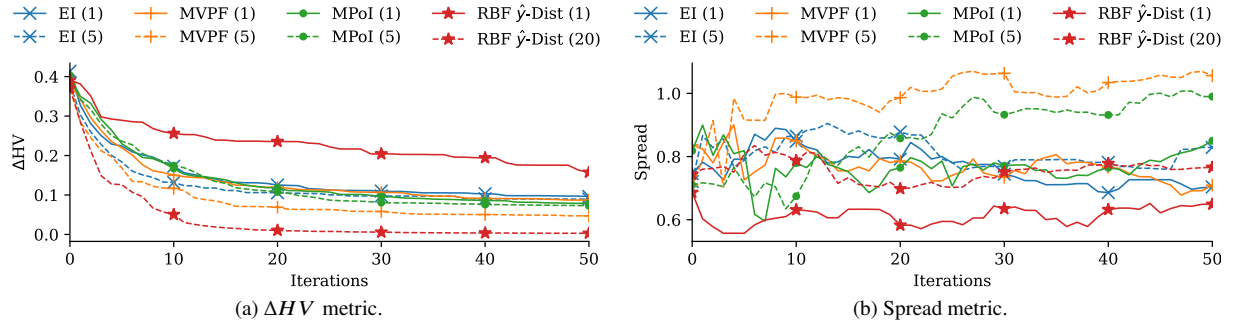 EI (1) MVPF (1) MPoI (1) RBF ŷ-Dist (1)
EI (5) MVPF (5) MPoI (5) RBF ŷ-Dist (20)
ΔHV
0.4
0.3
0.2
0.1
0.0
0 10 20 30 40 50
Iterations
(a) ΔHV metric.
EI (1) MVPF (1) MPoI (1) RBF ŷ-Dist (1)
EI (5) MVPF (5) MPoI (5) RBF ŷ-Dist (20)
Spread
1.0
0.8
0.6
0 10 20 30 40 50
Iterations
(b) Spread metric.